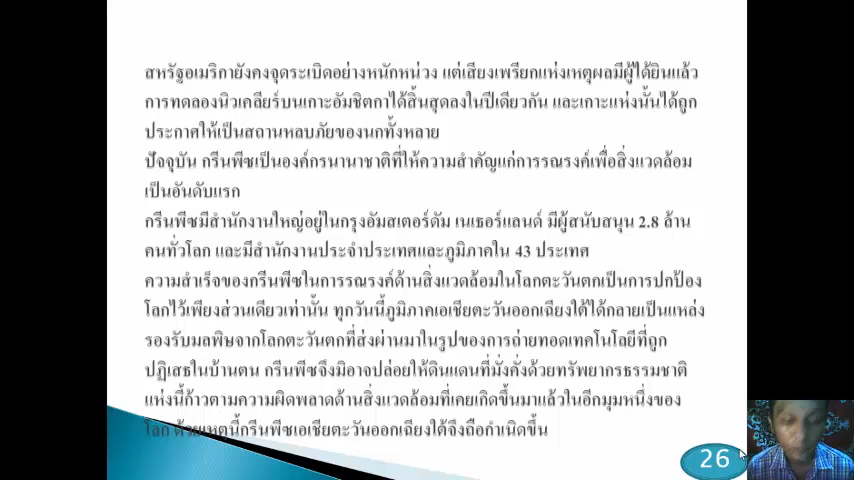 สหรัฐอเมริกายังคงจุดระเบิดอย่างหนักหน่วง แต่เสียงเพรียกแห่งเหตุผลมีผู้ได้ยินแล้ว
การทดลองนิวเคลียร์บนเกาะอัมชิตกาได้สิ้นสุดลงในปีเดียวกัน และเกาะแห่งนั้นได้ถูก
ประกาศให้เป็นสถานหลบภัยของนกทั้งหลาย
ปัจจุบัน กรีนพีซเป็นองค์กรนานาชาติที่ให้ความสำคัญแก่การรณรงค์เพื่อสิ่งแวดล้อม
เป็นอันดับแรก
กรีนพีซมีสำนักงานใหญ่อยู่ในกรุงอัมสเตอร์ดัม เนเธอร์แลนด์ มีผู้สนับสนุน 2.8 ล้าน
คนทั่วโลก และมีสำนักงานประจำประเทศและภูมิภาคใน 43 ประเทศ
ความสำเร็จของกรีนพีซในการรณรงค์ด้านสิ่งแวดล้อมในโลกตะวันตกเป็นการปกป้อง
โลกไว้เพียงส่วนเดียวเท่านั้น ทุกวันนี้ภูมิภาคเอเชียตะวันออกเฉียงใต้ได้กลายเป็นแหล่ง
รองรับมลพิษจากโลกตะวันตกที่ส่งผ่านมาในรูปของการถ่ายทอดเทคโนโลยีที่ถูก
ปฏิเสธในบ้านตน กรีนพีซจึงมิอาจปล่อยให้ดินแดนที่มั่งคั่งด้วยทรัพยากรธรรมชาติ
แห่งนี้ก้าวตามความผิดพลาดด้านสิ่งแวดล้อมที่เคยเกิดขึ้นมาแล้วในอีกมุมหนึ่งของ
โลก ด้วยเหตุนี้กรีนพีซเอเชียตะวันออกเฉียงใต้จึงถือกำเนิดขึ้น
26